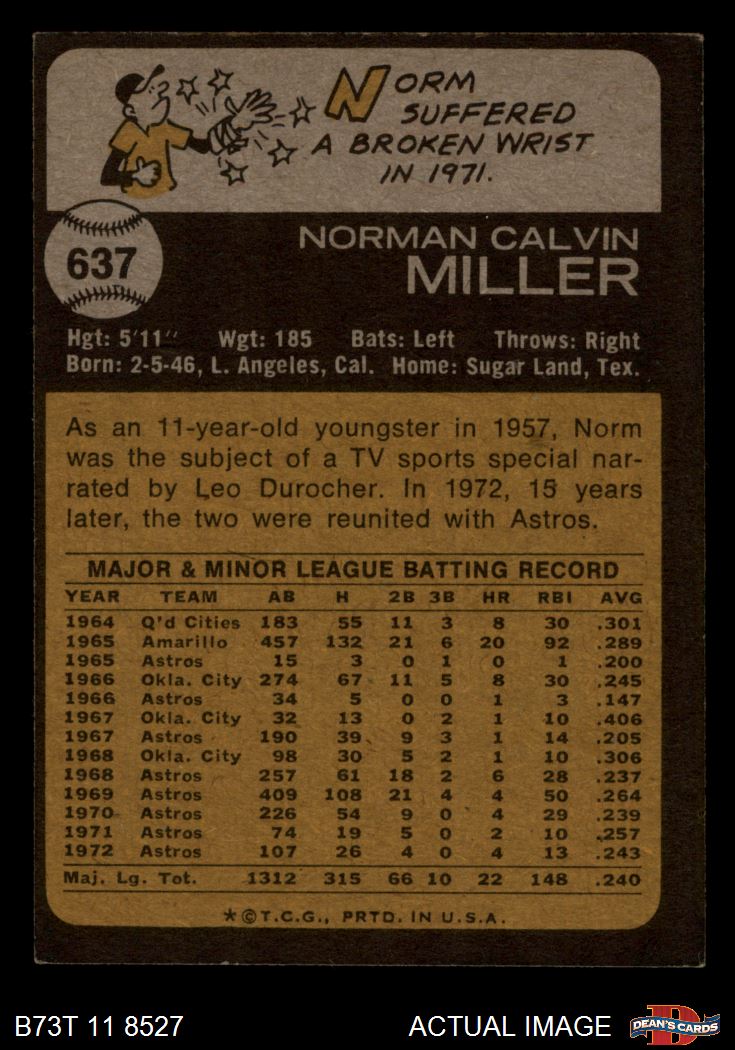 NORM
SUFFERED
A BROKEN WRIST
IN 1971.
637
NORMAN CALVIN
MILLER
Hgt: 5'11" Wgt: 185 Bats: Left Throws: Right
Born: 2-5-46, L. Angeles, Cal. Home: Sugar Land, Tex.
As an 11-year-old youngster in 1957, Norm
was the subject of a TV sports special nar-
rated by Leo Durocher. In 1972, 15 years
later, the two were reunited with Astros.
MAJOR & MINOR LEAGUE BATTING RECORD
YEAR TEAM AB H 2B 3B HR RBI AVG
1964 Q'd Cities 183 55 11 3 8 30 .301
1965 Amarillo 457 132 21 6 20 92 .289
1965 Astros 15 3 0 1 0 1 .200
1966 Okla. City 274 67 11 5 8 30 .245
1966 Astros 34 5 0 0 1 3 .147
1967 Okla. City 32 13 0 2 1 10 .406
1967 Astros 190 39 9 3 1 14 .205
1968 Okla. City 98 30 5 2 1 10 .306
1968 Astros 257 61 18 2 6 28 .237
1969 Astros 409 108 21 4 4 50 .264
1970 Astros 226 54 9 0 4 29 .239
1971 Astros 74 19 5 0 2 10 .257
1972 Astros 107 26 4 0 4 13 .243
Maj. Lg. Tot. 1312 315 66 10 22 148 .240
*©T.C.G., PRTD. IN U.S.A.
B73T 11 8527 ACTUAL IMAGE DEAN'S CARDS